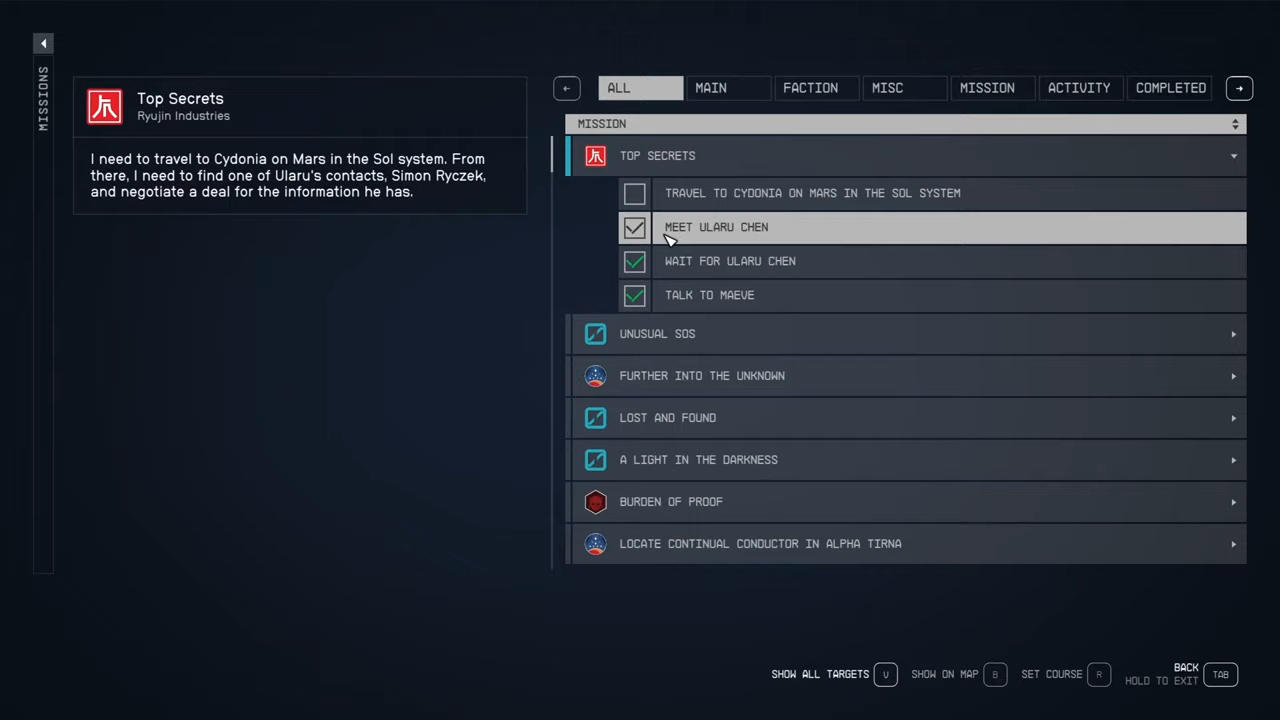 MISSIONS
Top Secrets
Ryujin Industries
I need to travel to Cydonia on Mars in the Sol system. From
there, I need to find one of Ularu's contacts, Simon Ryczek,
and negotiate a deal for the information he has.
ALL
MAIN
FACTION
MISC
MISSION
ACTIVITY
COMPLETED
MISSION
TOP SECRETS
TRAVEL TO CYDONIA ON MARS IN THE SOL SYSTEM
MEET ULARU CHEN
WAIT FOR ULARU CHEN
TALK TO MAEVE
UNUSUAL SOS
FURTHER INTO THE UNKNOWN
LOST AND FOUND
A LIGHT IN THE DARKNESS
BURDEN OF PROOF
LOCATE CONTINUAL CONDUCTOR IN ALPHA TIRNA
SHOW ALL TARGETS V
SHOW ON MAP B
SET COURSE R
BACK
HOLD TO EXIT
TAB